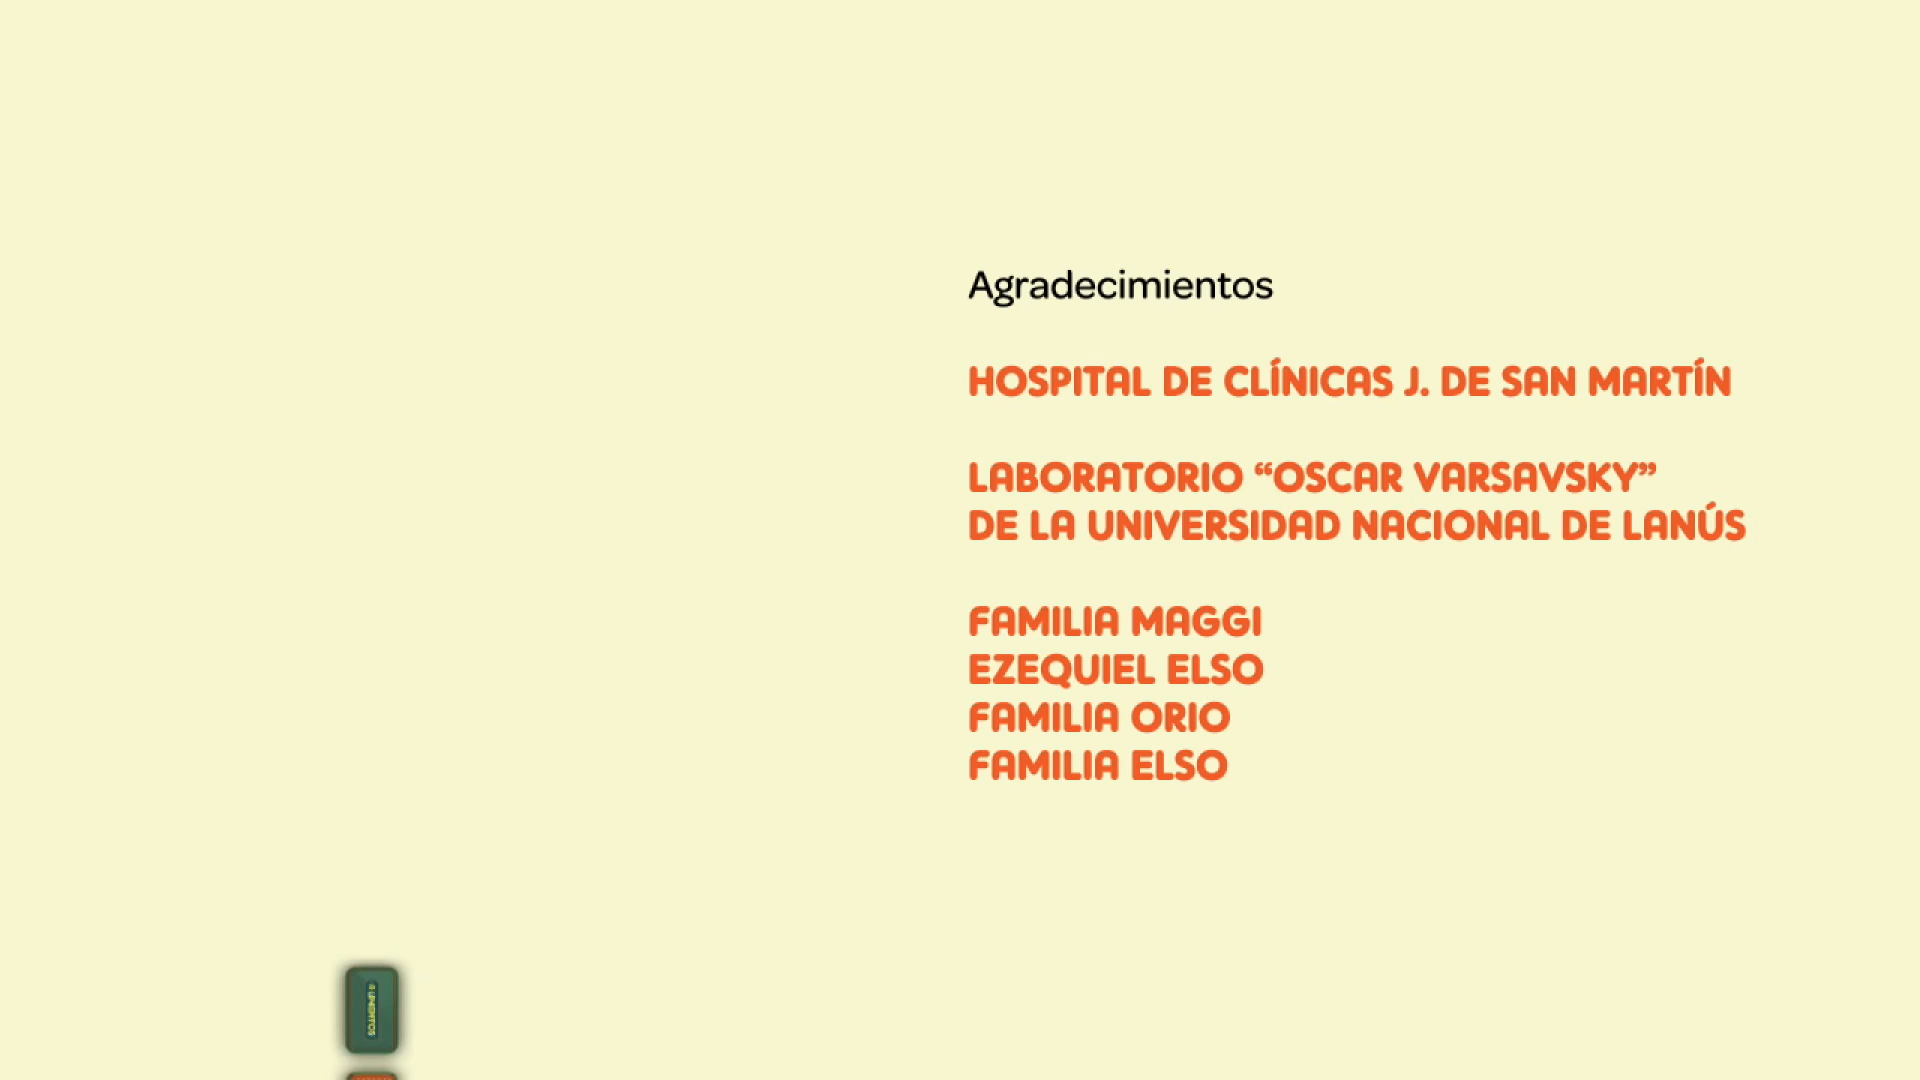 Agradecimientos
HOSPITAL DE CLÍNICAS J. DE SAN MARTÍN
LABORATORIO “OSCAR VARSAVSKY”
DE LA UNIVERSIDAD NACIONAL DE LANÚS
FAMILIA MAGGI
EZEQUIEL ELSO
FAMILIA ORIO
FAMILIA ELSO